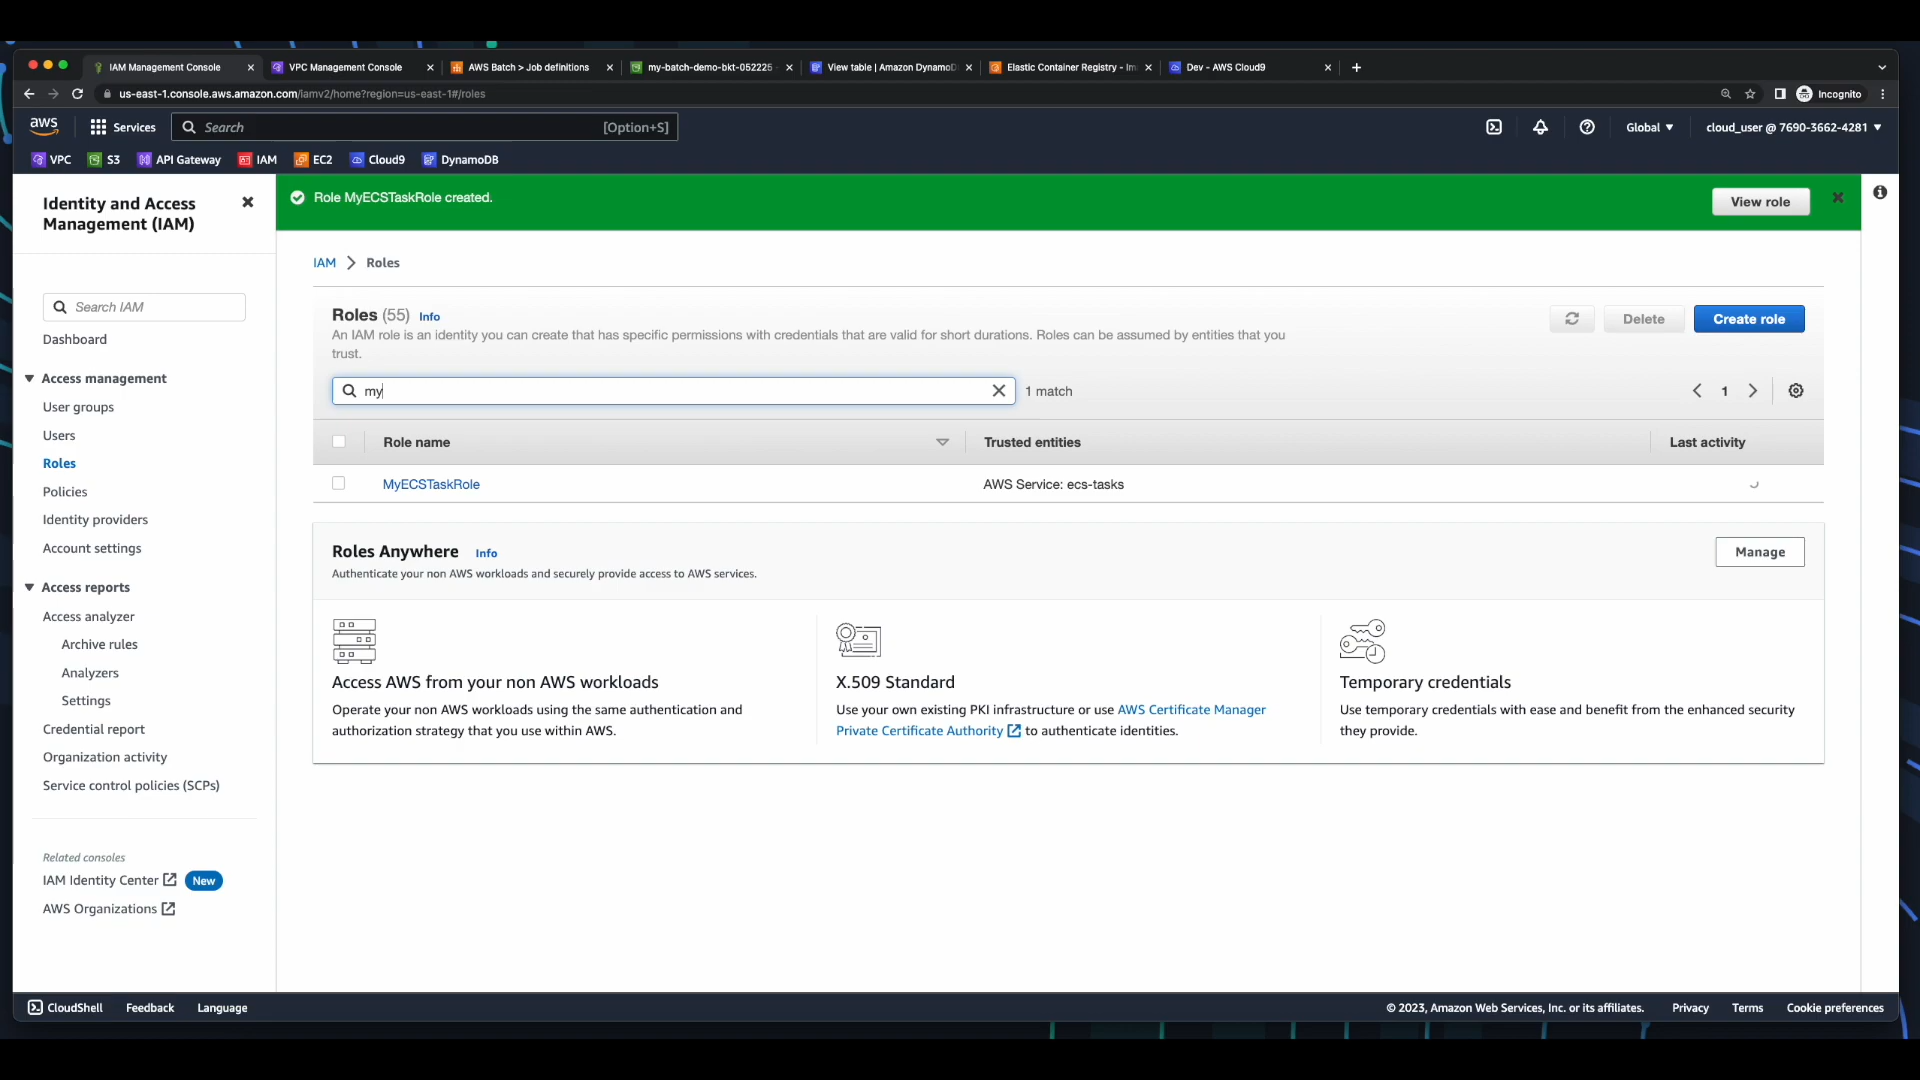 IAM Management Console
VPC Management Console
AWS Batch > Job definitions
my-batch-demo-bkt-052225 -
View table | Amazon DynamoD
Elastic Container Registry - Im
Dev - AWS Cloud9
us-east-1.console.aws.amazon.com/iamv2/home?region=us-east-1#/roles
Incognito
aws
Services
Search
[Option+S]
Global
cloud_user @ 7690-3662-4281
VPC
S3
API Gateway
IAM
EC2
Cloud9
DynamoDB
Identity and Access
Management (IAM)
Search IAM
Dashboard
Access management
User groups
Users
Roles
Policies
Identity providers
Account settings
Access reports
Access analyzer
Archive rules
Analyzers
Settings
Credential report
Organization activity
Service control policies (SCPs)
Related consoles
IAM Identity Center
New
AWS Organizations
Role MyECSTaskRole created.
View role
IAM > Roles
Roles (55) Info
An IAM role is an identity you can create that has specific permissions with credentials that are valid for short durations. Roles can be assumed by entities that you
trust.
Delete
Create role
my
1 match
1
Role name
Trusted entities
Last activity
MyECSTaskRole
AWS Service: ecs-tasks
Roles Anywhere Info
Authenticate your non AWS workloads and securely provide access to AWS services.
Manage
Access AWS from your non AWS workloads
Operate your non AWS workloads using the same authentication and
authorization strategy that you use within AWS.
X.509 Standard
Use your own existing PKI infrastructure or use AWS Certificate Manager
Private Certificate Authority to authenticate identities.
Temporary credentials
Use temporary credentials with ease and benefit from the enhanced security
they provide.
CloudShell
Feedback
Language
© 2023, Amazon Web Services, Inc. or its affiliates.
Privacy
Terms
Cookie preferences